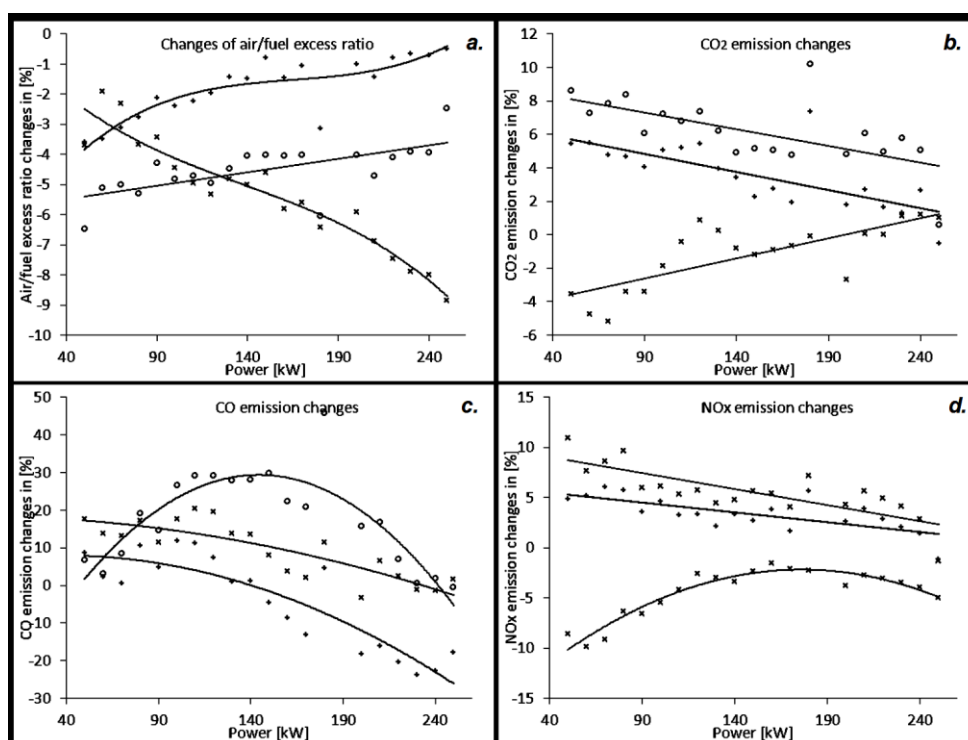 Changes of air/fuel excess ratio
a.
0
-1
-2
-3
-4
-5
-6
-7
-8
-9
-10
Air/fuel excess ratio changes in [%]
40 90 140 190 240
Power [kW]
CO2 emission changes
b.
12
10
8
6
4
2
0
-2
-4
-6
CO2 emission changes in [%]
40 90 140 190 240
Power [kW]
CO emission changes
c.
50
40
30
20
10
0
-10
-20
-30
CO emission changes in [%]
40 90 140 190 240
Power [kW]
NOx emission changes
d.
15
10
5
0
-5
-10
-15
NOx emission changes in [%]
40 90 140 190 240
Power [kW]